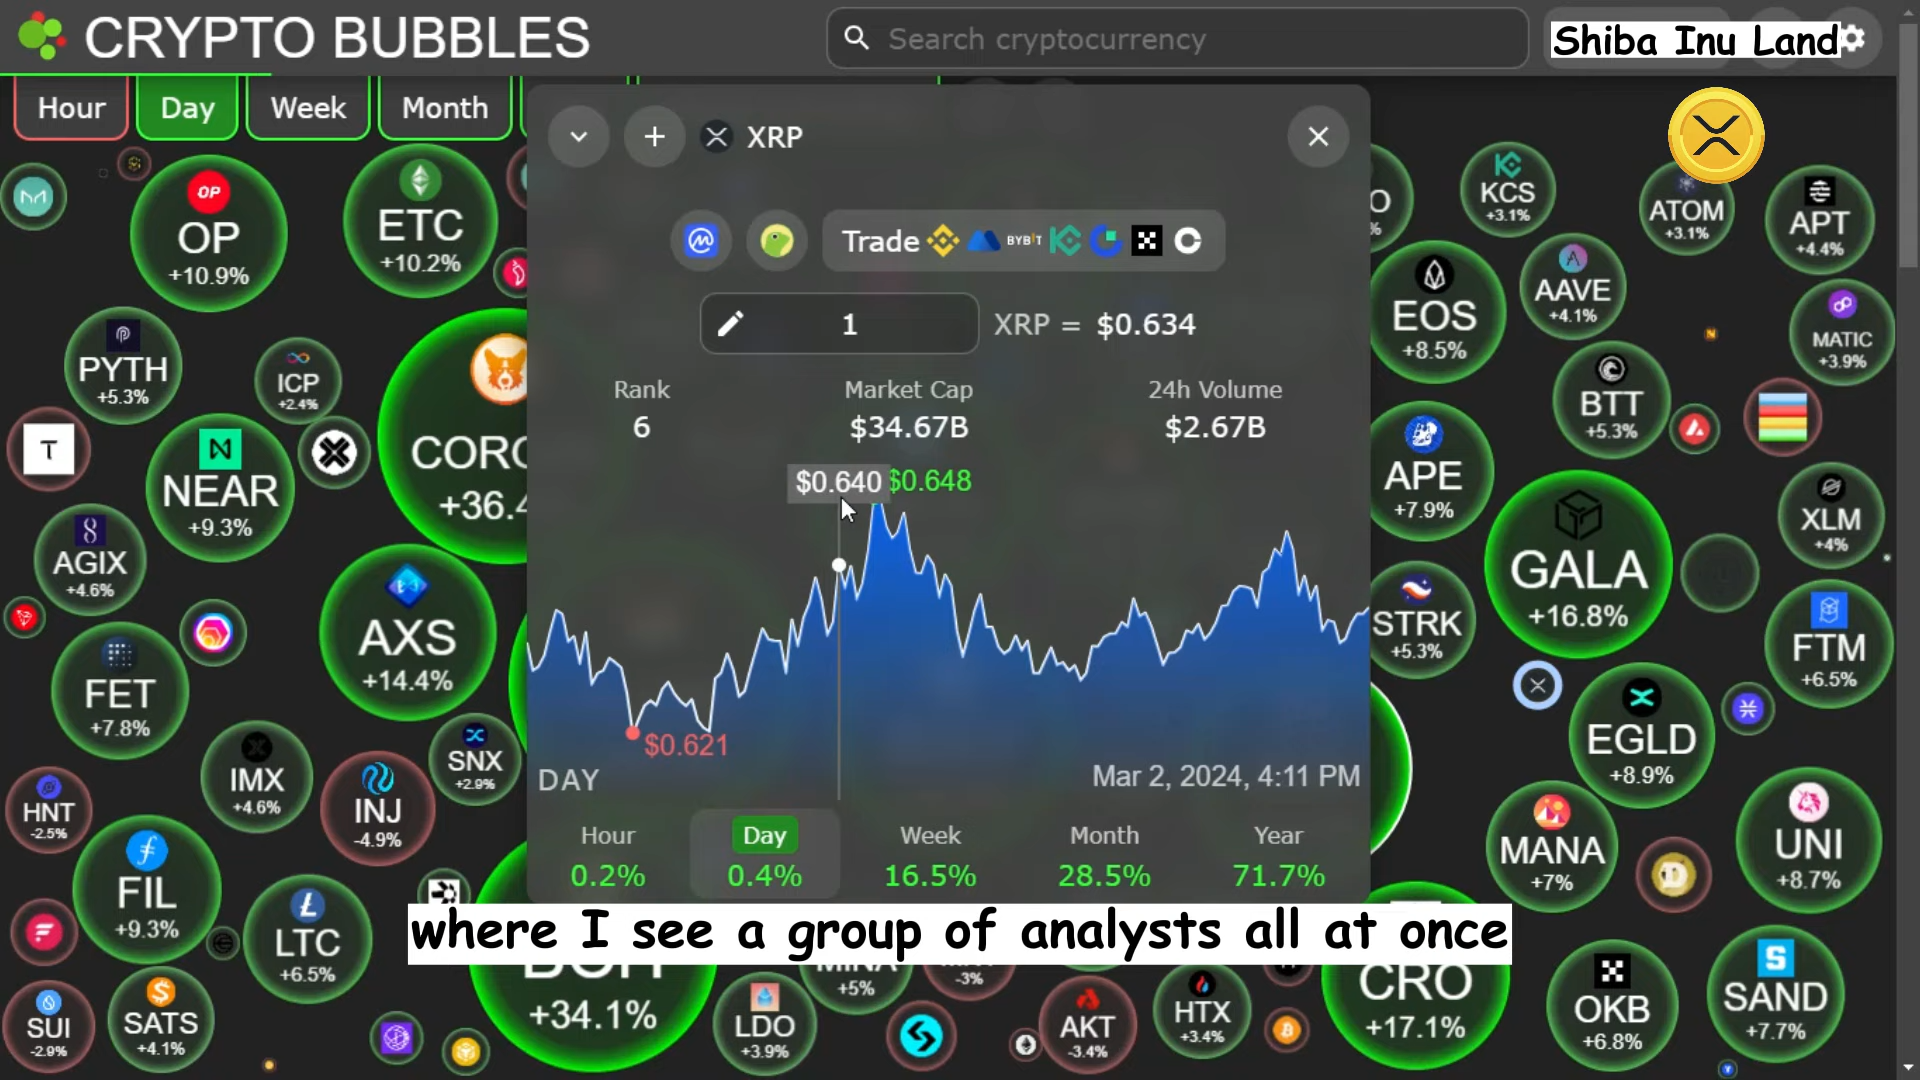 CRYPTO BUBBLES
Search cryptocurrency
Shiba Inu Land
Hour
Day
Week
Month
XRP
Trade
BYBIT
1
XRP = $0.634
Rank
6
Market Cap
$34.67B
24h Volume
$2.67B
$0.640
$0.648
$0.621
DAY
Mar 2, 2024, 4:11 PM
Hour
0.2%
Day
0.4%
Week
16.5%
Month
28.5%
Year
71.7%
where I see a group of analysts all at once
OP
OP
+10.9%
ETC
+10.2%
PYTH
+5.3%
ICP
+2.4%
T
NEAR
+9.3%
+36.4
AGIX
+4.6%
AXS
+14.4%
FET
+7.8%
IMX
+4.6%
SNX
+2.9%
HNT
-2.5%
INJ
-4.9%
FIL
+9.3%
LTC
+6.5%
SUI
-2.9%
SATS
+4.1%
+34.1%
LDO
+3.9%
+5%
-3%
AKT
-3.4%
HTX
+3.4%
CRO
+17.1%
KCS
+3.1%
ATOM
+3.1%
APT
+4.4%
EOS
+8.5%
AAVE
+4.1%
MATIC
+3.9%
BTT
+5.3%
APE
+7.9%
GALA
+16.8%
XLM
+4%
STRK
+5.3%
FTM
+6.5%
EGLD
+8.9%
MANA
+7%
UNI
+8.7%
OKB
+6.8%
SAND
+7.7%